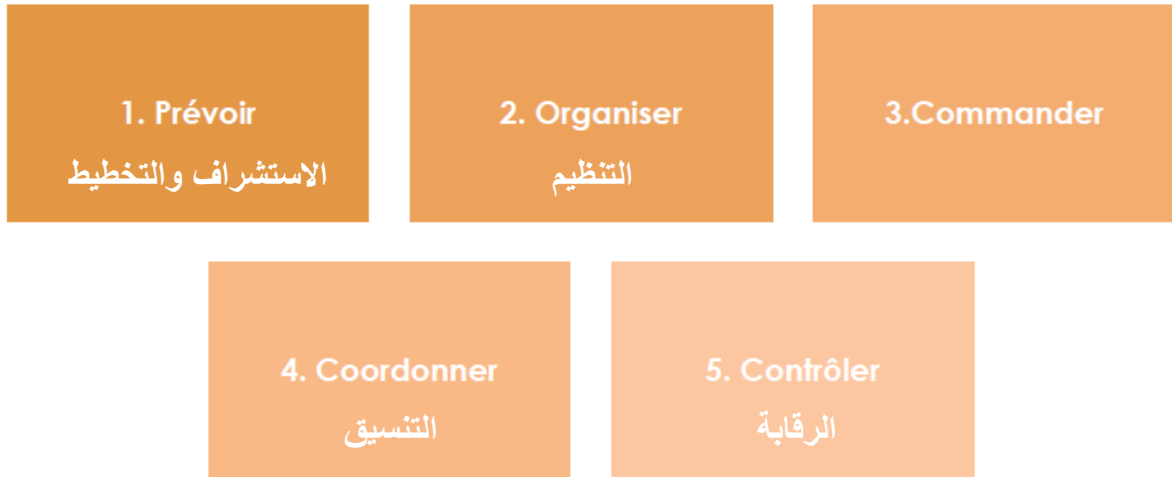 1. Prévoir
الاستشراف والتخطيط
2. Organiser
التنظيم
3.Commander
4. Coordonner
التنسيق
5. Contrôler
الرقابة